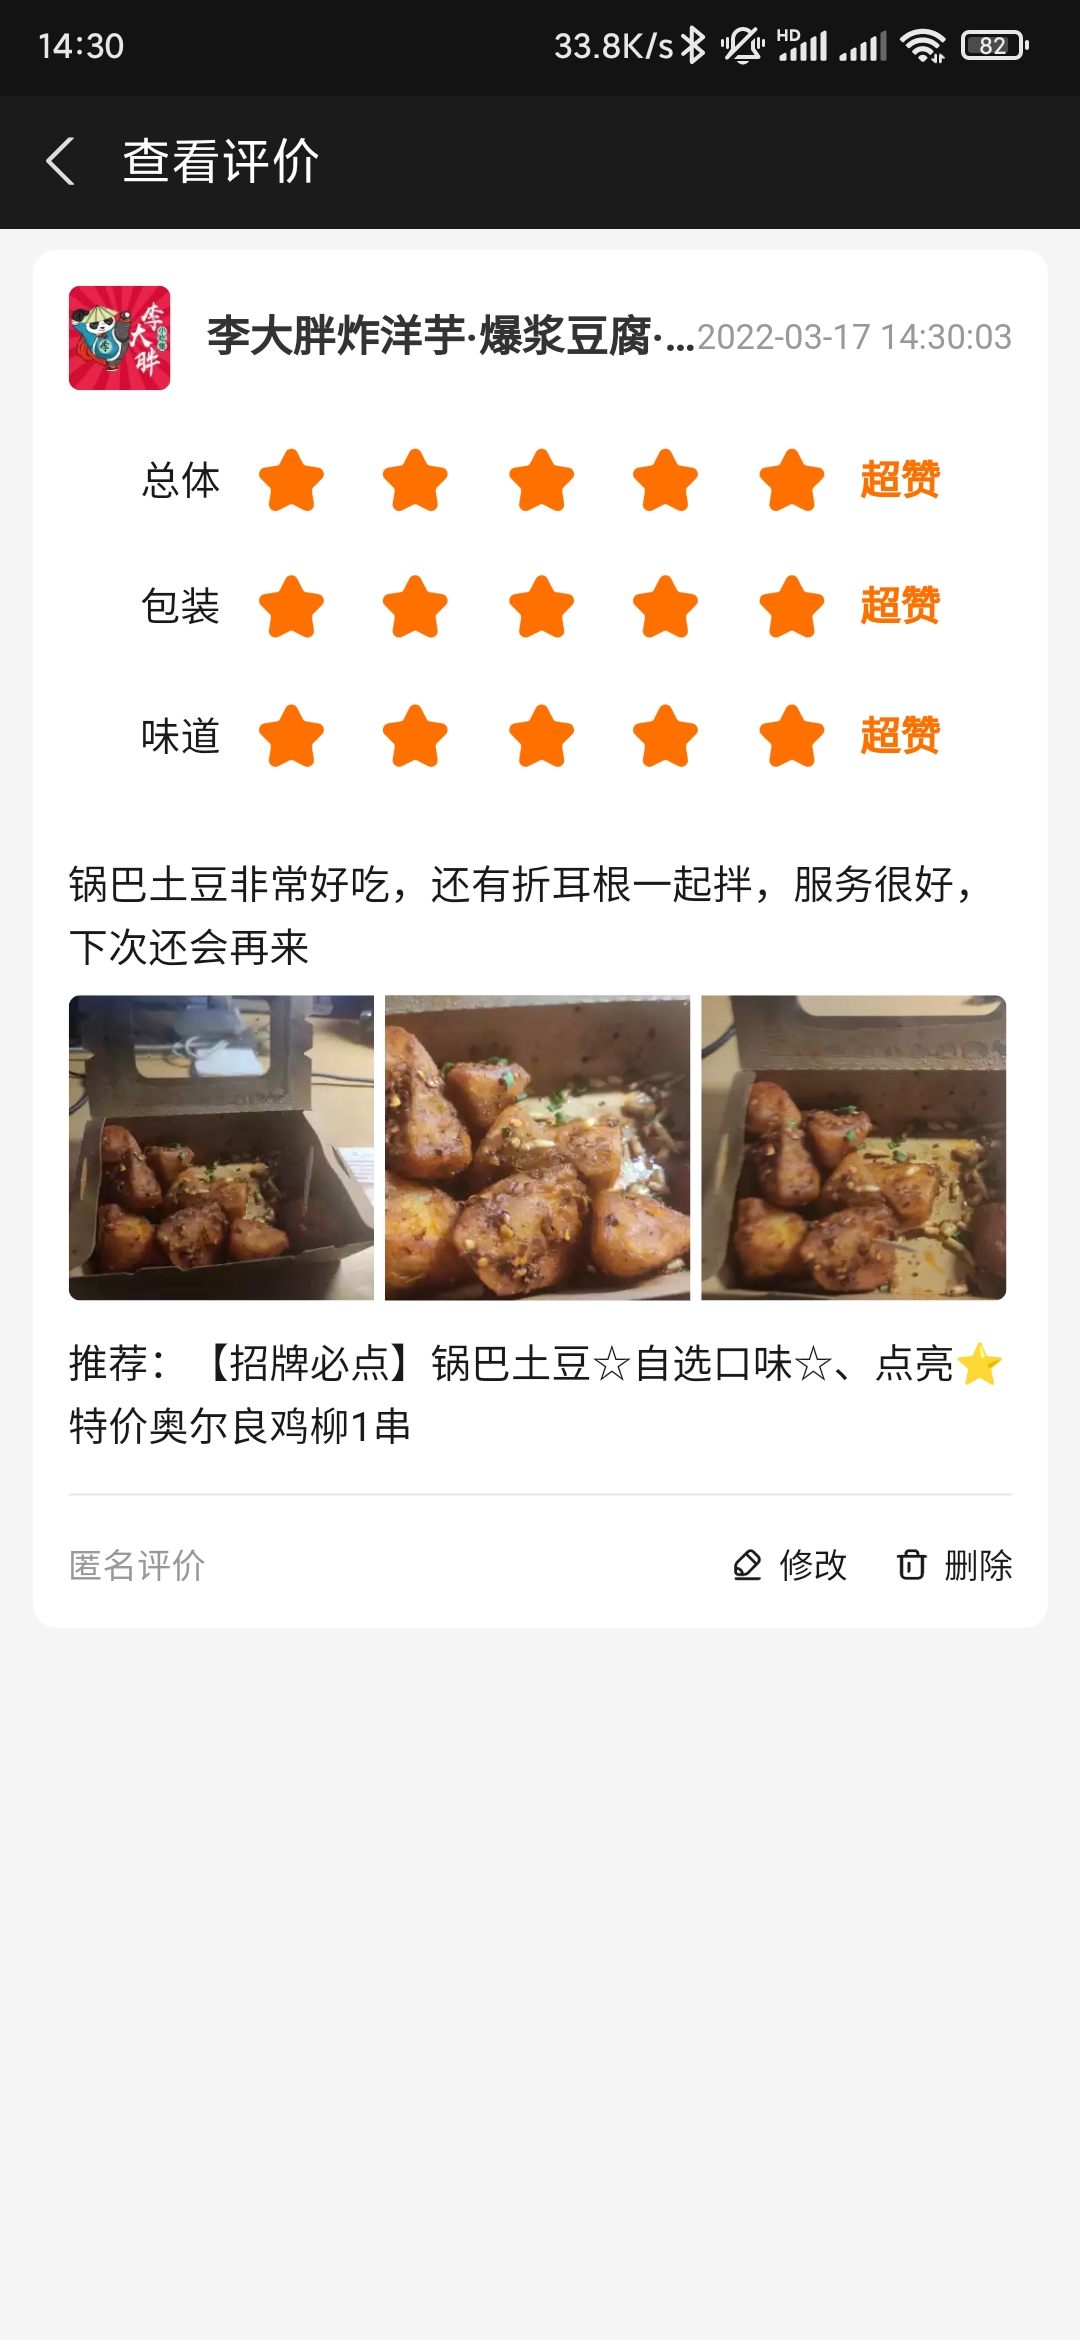 14:30 33.8K/s HD 82
查看评价
李大胖
李大胖炸洋芋·爆浆豆腐·... 2022-03-17 14:30:03
总体 超赞
包装 超赞
味道 超赞
锅巴土豆非常好吃，还有折耳根一起拌，服务很好，
下次还会再来
推荐：【招牌必点】锅巴土豆☆自选口味☆、点亮⭐
特价奥尔良鸡柳1串
匿名评价 修改 删除